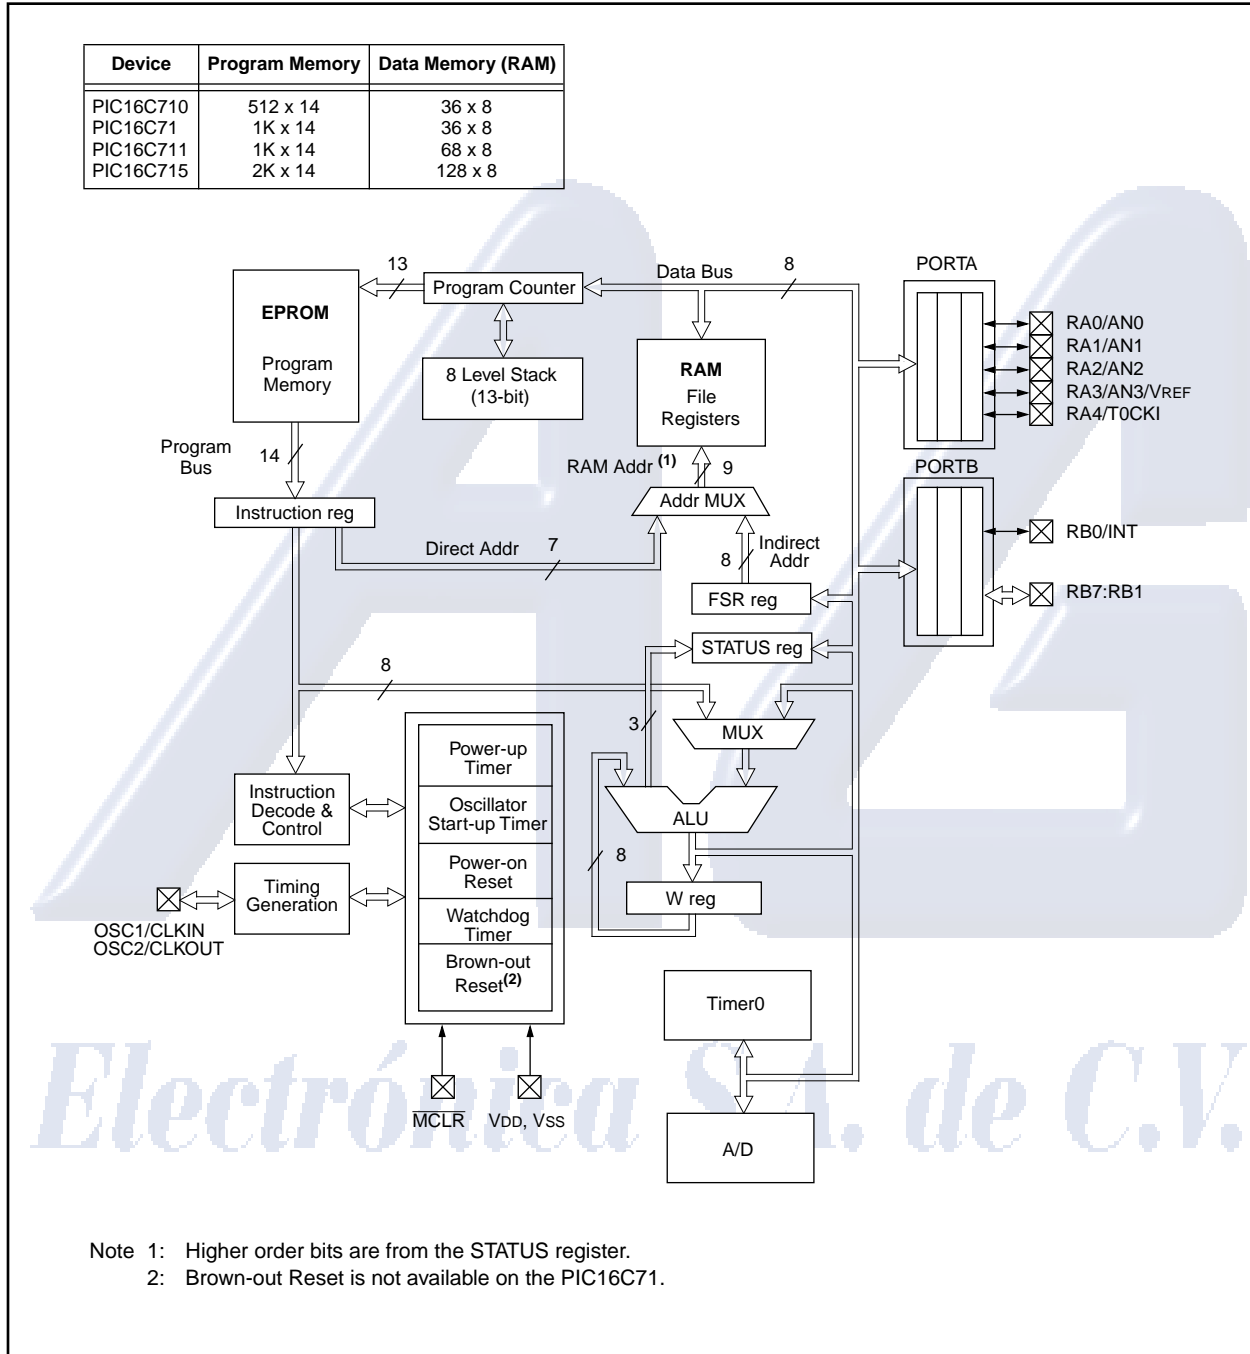 Device Program Memory Data Memory (RAM)
PIC16C710 512 x 14 36 x 8
PIC16C71 1K x 14 36 x 8
PIC16C711 1K x 14 68 x 8
PIC16C715 2K x 14 128 x 8
EPROM
Program
Memory
13
Program Counter
Data Bus
8
8 Level Stack
(13-bit)
RAM
File
Registers
PORTA
RA0/AN0
RA1/AN1
RA2/AN2
RA3/AN3/VREF
RA4/T0CKI
Program
Bus
14
RAM Addr (1)
9
Addr MUX
PORTB
RB0/INT
RB7:RB1
Instruction reg
Direct Addr
7
8
Indirect
Addr
FSR reg
STATUS reg
8
3
MUX
ALU
8
W reg
Power-up
Timer
Oscillator
Start-up Timer
Power-on
Reset
Watchdog
Timer
Brown-out
Reset(2)
Instruction
Decode &
Control
Timing
Generation
OSC1/CLKIN
OSC2/CLKOUT
MCLR
VDD, VSS
Timer0
A/D
AG
Electrónica SA. de C.V.
Note 1: Higher order bits are from the STATUS register.
2: Brown-out Reset is not available on the PIC16C71.